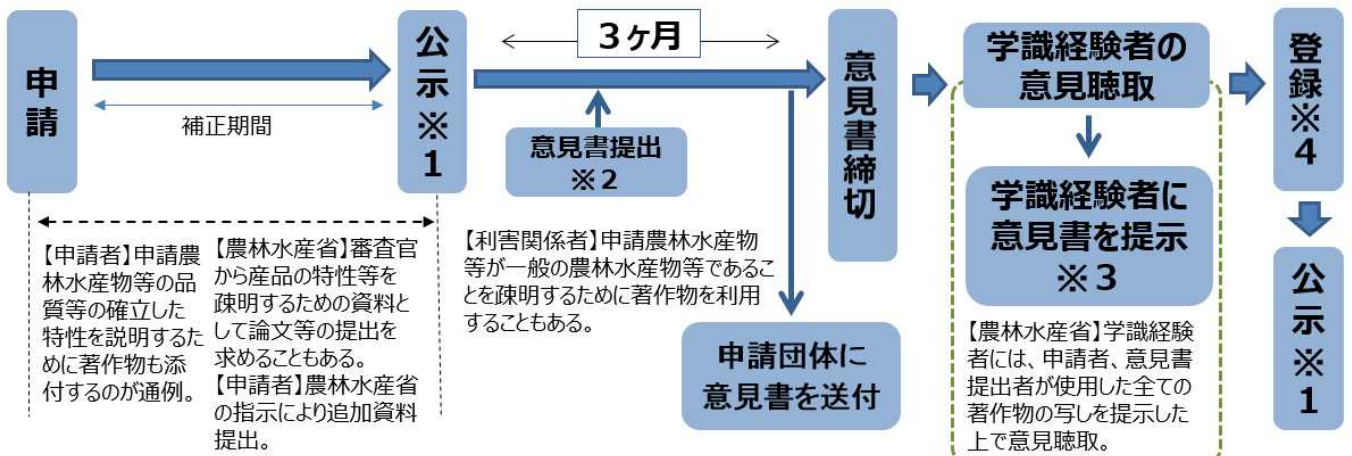 申請
補正期間
公示※1
3ヶ月
意見書提出
※2
意見書締切
学識経験者の
意見聴取
学識経験者に
意見書を提示
※3
登録※4
公示※1
【申請者】申請農
林水産物等の品
質等の確立した
特性を説明するた
めに著作物も添
付するのが通例。
【農林水産省】審査官
から産品の特性等を
疎明するための資料と
して論文等の提出を
求めることもある。
【申請者】農林水産省
の指示により追加資料
提出。
【利害関係者】申請農林水産物
等が一般の農林水産物等であるこ
とを疎明するために著作物を利用
することもある。
申請団体に
意見書を送付
【農林水産省】学識経験
者には、申請者、意見書
提出者が使用した全ての
著作物の写しを提示した
上で意見聴取。